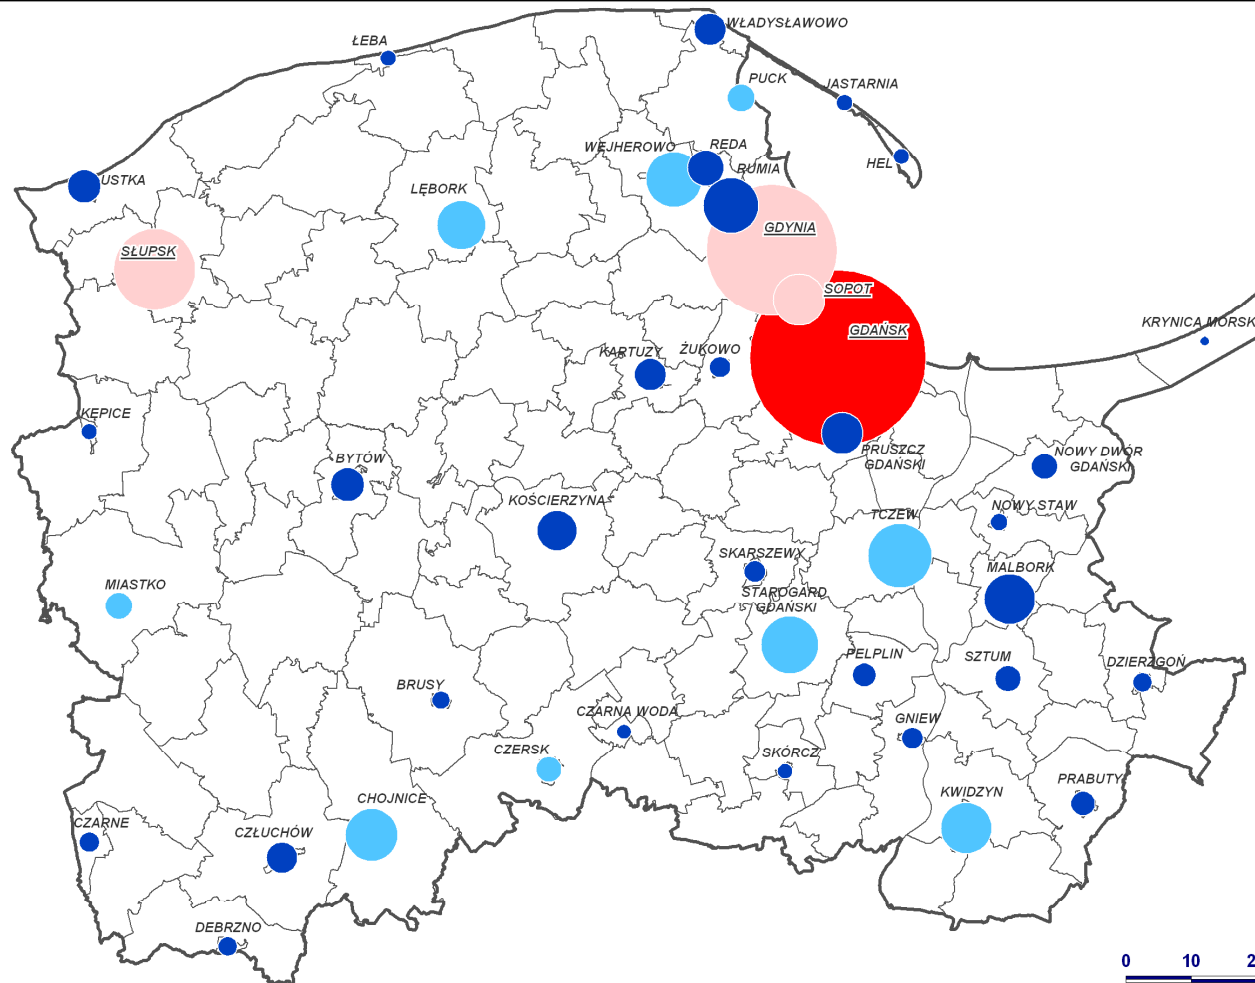 WŁADYSŁAWOWO
ŁEBA
PUCK
JASTARNIA
WEJHEROWO
REDA
HEL
RUMIA
USTKA
LĘBORK
GDYNIA
SŁUPSK
SOPOT
GDAŃSK
KRYNICA MORSK
KARTUZY
ŻUKOWO
KĘPICE
PRUSZCZ
GDAŃSKI
NOWY DWÓR
GDAŃSKI
BYTÓW
KOŚCIERZYNA
NOWY STAW
TCZEW
SKARSZEWY
MALBORK
MIASTKO
STAROGARD
GDAŃSKI
PELPLIN
SZTUM
DZIERZGOŃ
BRUSY
CZARNA WODA
GNIEW
CZERSK
SKÓRCZ
PRABUTY
KWIDZYN
CHOJNICE
CZARNE
CZŁUCHÓW
DEBRZNO
0 10 2